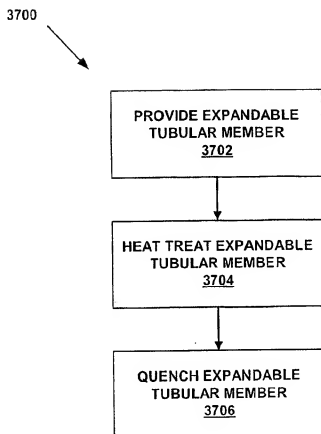 3700
PROVIDE EXPANDABLE
TUBULAR MEMBER
3702
HEAT TREAT EXPANDABLE
TUBULAR MEMBER
3704
QUENCH EXPANDABLE
TUBULAR MEMBER
3706